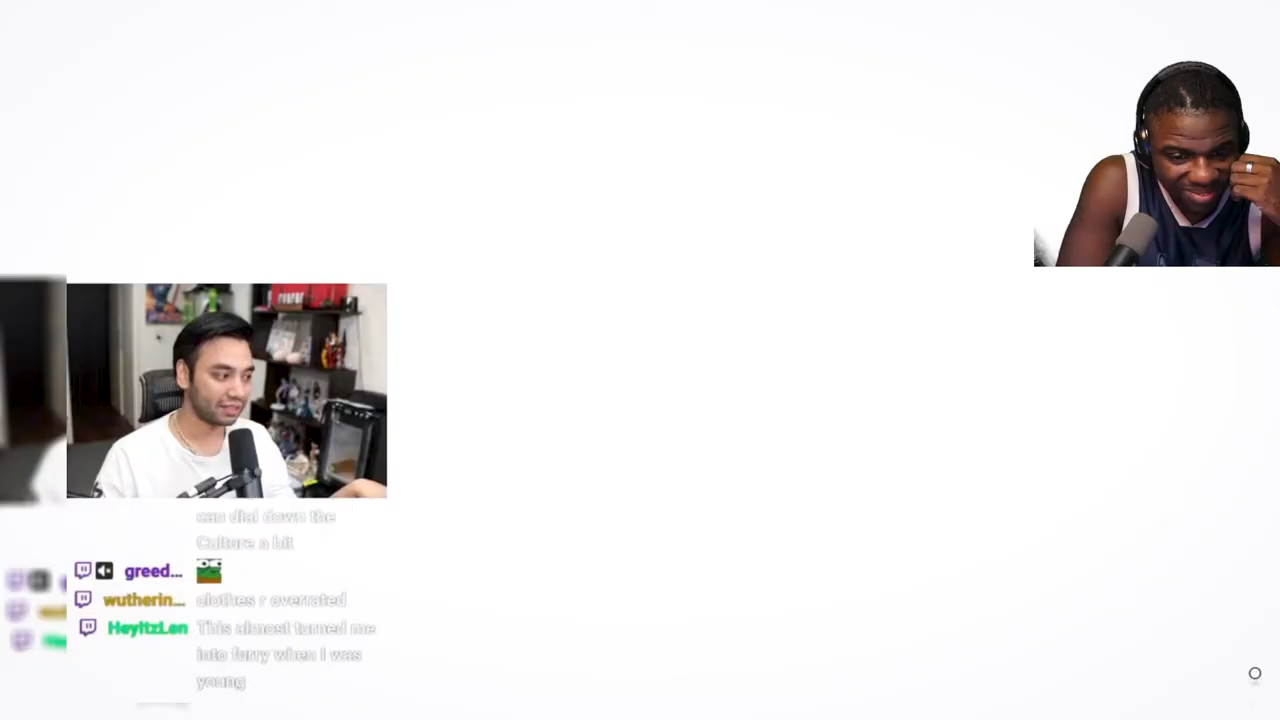 can dial down the
Culture a bit
greed...
wutherin... clothes r overrated
HeyItzLen This almost turned me
into furry when I was
young